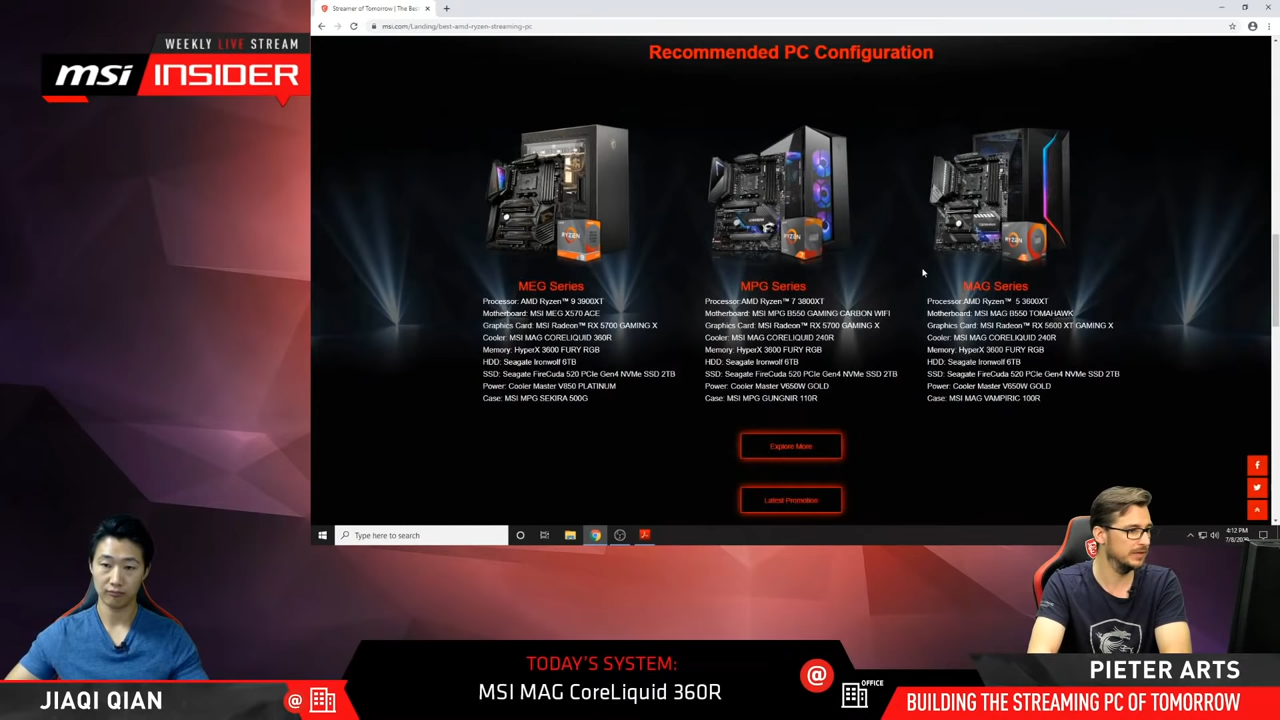 WEEKLY LIVE STREAM
msi INSIDER
Streamer of Tomorrow | The Bes
msi.com/Landing/best-amd-ryzen-streaming-pc
Recommended PC Configuration
RYZEN
RYZEN
RYZEN
MEG Series
Processor: AMD Ryzen™ 9 3900XT
Motherboard: MSI MEG X570 ACE
Graphics Card: MSI Radeon™ RX 5700 GAMING X
Cooler: MSI MAG CORELIQUID 360R
Memory: HyperX 3600 FURY RGB
HDD: Seagate Ironwolf 6TB
SSD: Seagate FireCuda 520 PCIe Gen4 NVMe SSD 2TB
Power: Cooler Master V850 PLATINUM
Case: MSI MPG SEKIRA 500G
MPG Series
Processor:AMD Ryzen™ 7 3800XT
Motherboard: MSI MPG B550 GAMING CARBON WIFI
Graphics Card: MSI Radeon™ RX 5700 GAMING X
Cooler: MSI MAG CORELIQUID 240R
Memory: HyperX 3600 FURY RGB
HDD: Seagate Ironwolf 6TB
SSD: Seagate FireCuda 520 PCIe Gen4 NVMe SSD 2TB
Power: Cooler Master V650W GOLD
Case: MSI MPG GUNGNIR 110R
MAG Series
Processor:AMD Ryzen™ 5 3600XT
Motherboard: MSI MAG B550 TOMAHAWK
Graphics Card: MSI Radeon™ RX 5600 XT GAMING X
Cooler: MSI MAG CORELIQUID 240R
Memory: HyperX 3600 FURY RGB
HDD: Seagate Ironwolf 6TB
SSD: Seagate FireCuda 520 PCIe Gen4 NVMe SSD 2TB
Power: Cooler Master V650W GOLD
Case: MSI MAG VAMPIRIC 100R
Explore More
Latest Promotion
Type here to search
4:12 PM
TODAY'S SYSTEM:
MSI MAG CoreLiquid 360R
JIAQI QIAN
@
@
OFFICE
PIETER ARTS
BUILDING THE STREAMING PC OF TOMORROW